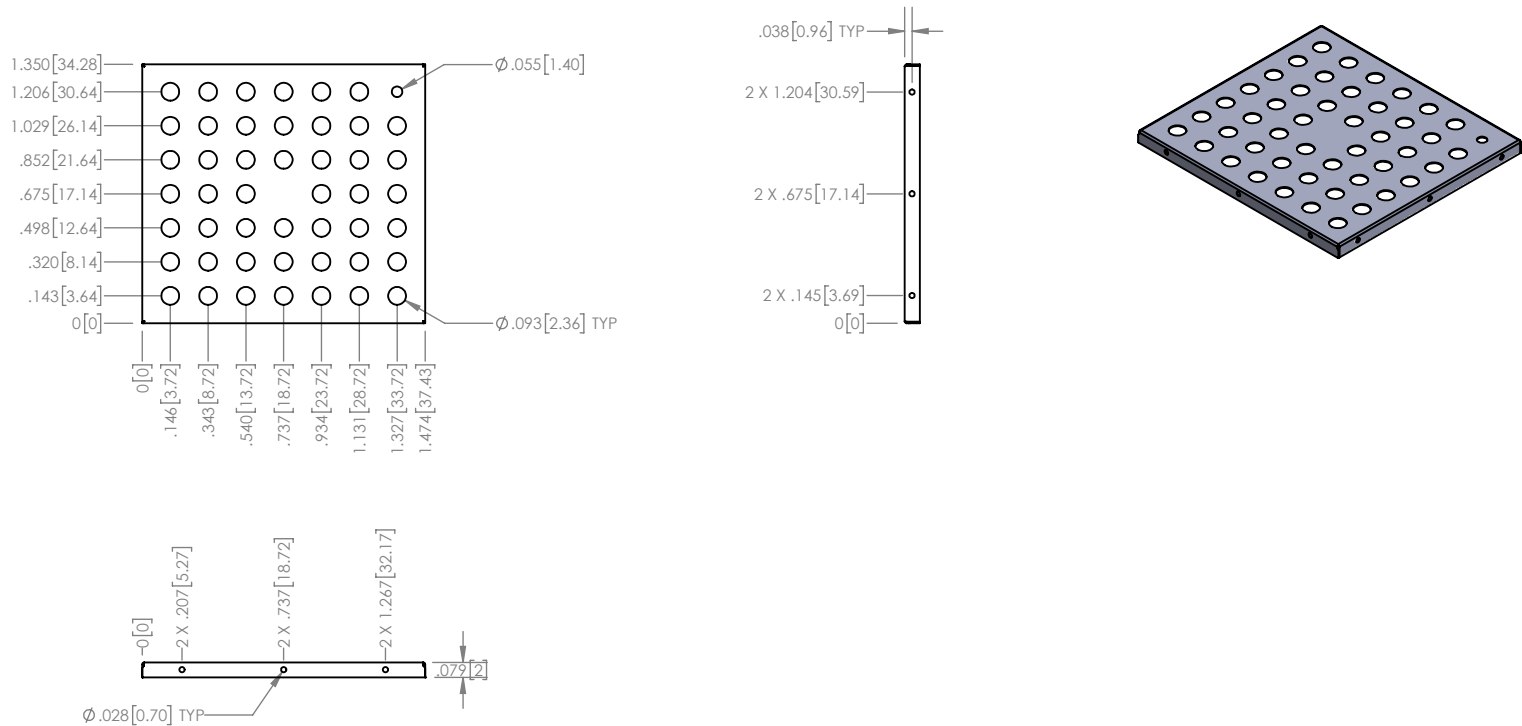 1.350[34.28]
1.206[30.64]
1.029[26.14]
.852[21.64]
.675[17.14]
.498[12.64]
.320[8.14]
.143[3.64]
0[0]
Ø.055[1.40]
Ø.093[2.36] TYP
0[0]
.146[3.72]
.343[8.72]
.540[13.72]
.737[18.72]
.934[23.72]
1.131[28.72]
1.327[33.72]
1.474[37.43]
.038[0.96] TYP
2 X 1.204[30.59]
2 X .675[17.14]
2 X .145[3.69]
0[0]
0[0]
2 X .207[5.27]
2 X .737[18.72]
2 X 1.267[32.17]
.079[2]
Ø.028[0.70] TYP